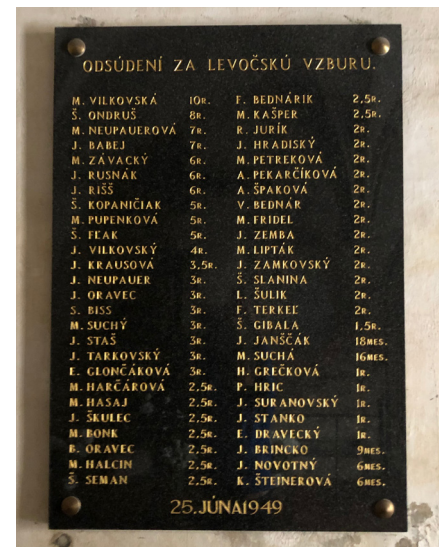 ODSÚDENÍ ZA LEVOČSKÚ VZBURU.
M. VILKOVSKÁ 10R.
Š. ONDRUŠ 8R.
M. NEUPAUEROVÁ 7R.
J. BABEJ 7R.
M. ZÁVACKÝ 6R.
J. RUSNÁK 6R.
J. RIŠŠ 6R.
Š. KOPANIČIAK 5R.
M. PUPENKOVÁ 5R.
Š. FĽAK 5R.
J. VILKOVSKÝ 4R.
J. KRAUSOVÁ 3,5R.
J. NEUPAUER 3R.
J. ORAVEC 3R.
S. BISS 3R.
M. SUCHÝ 3R.
J. STAŠ 3R.
J. TARKOVSKÝ 3R.
E. GLONČÁKOVÁ 3R.
M. HARČÁROVÁ 2,5R.
M. HASAJ 2,5R.
J. ŠKULEC 2,5R.
M. BONK 2,5R.
B. ORAVEC 2,5R.
M. HALCIN 2,5R.
Š. SEMAN 2,5R.
F. BEDNÁRIK 2,5R.
M. KAŠPER 2,5R.
R. JURÍK 2R.
J. HRADISKÝ 2R.
M. PETREKOVÁ 2R.
A. PEKARČÍKOVÁ 2R.
A. ŠPAKOVÁ 2R.
V. BEDNÁR 2R.
M. FRIDEL 2R.
J. ZEMBA 2R.
M. LIPTÁK 2R.
J. ZAMKOVSKÝ 2R.
Š. SLANINA 2R.
L. ŠULIK 2R.
F. TERKEĽ 2R.
Š. GIBALA 1,5R.
J. JANŠČÁK 18MES.
M. SUCHÁ 16MES.
H. GREČKOVÁ 1R.
P. HRIC 1R.
J. SURANOVSKÝ 1R.
J. STANKO 1R.
E. DRAVECKÝ 1R.
J. BRINCKO 9MES.
J. NOVOTNÝ 6MES.
K. ŠTEINEROVÁ 6MES.
25.JÚNA1949